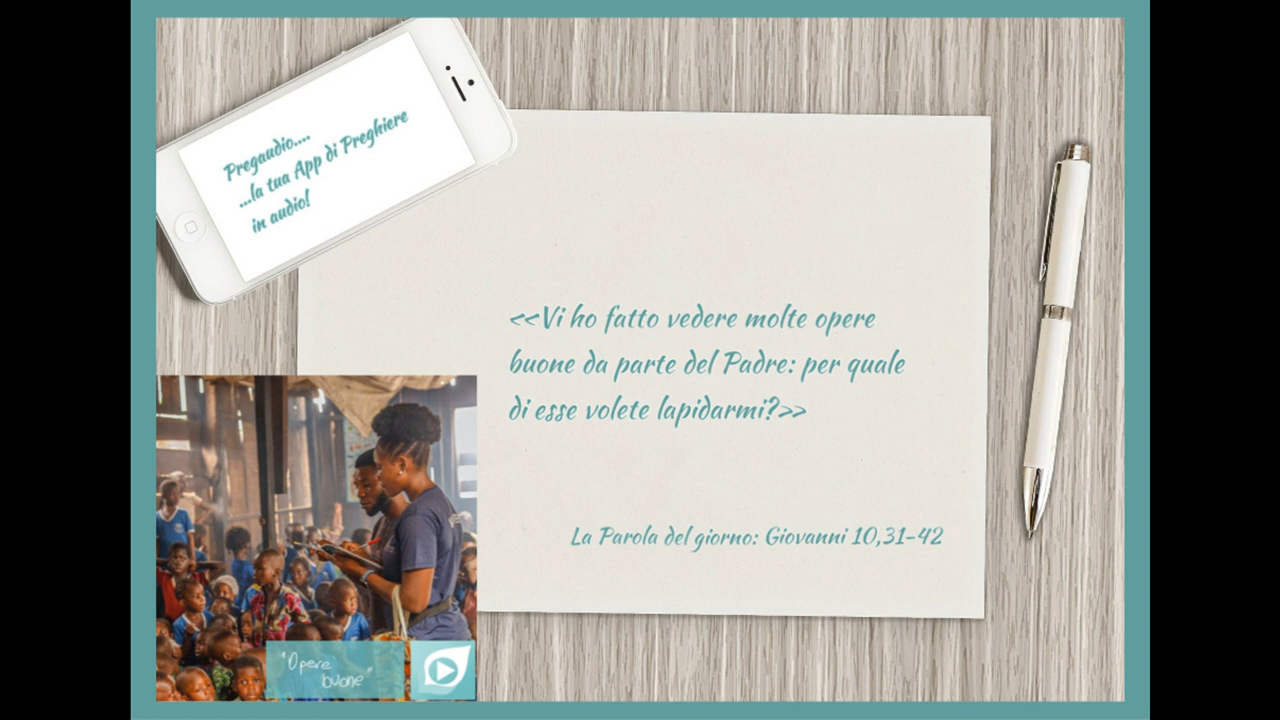 Pregaudio....
...la tua App di Preghiere
in audio!
<<Vi ho fatto vedere molte opere
buone da parte del Padre: per quale
di esse volete lapidarmi?>>
La Parola del giorno: Giovanni 10,31-42
"Opere
buone"